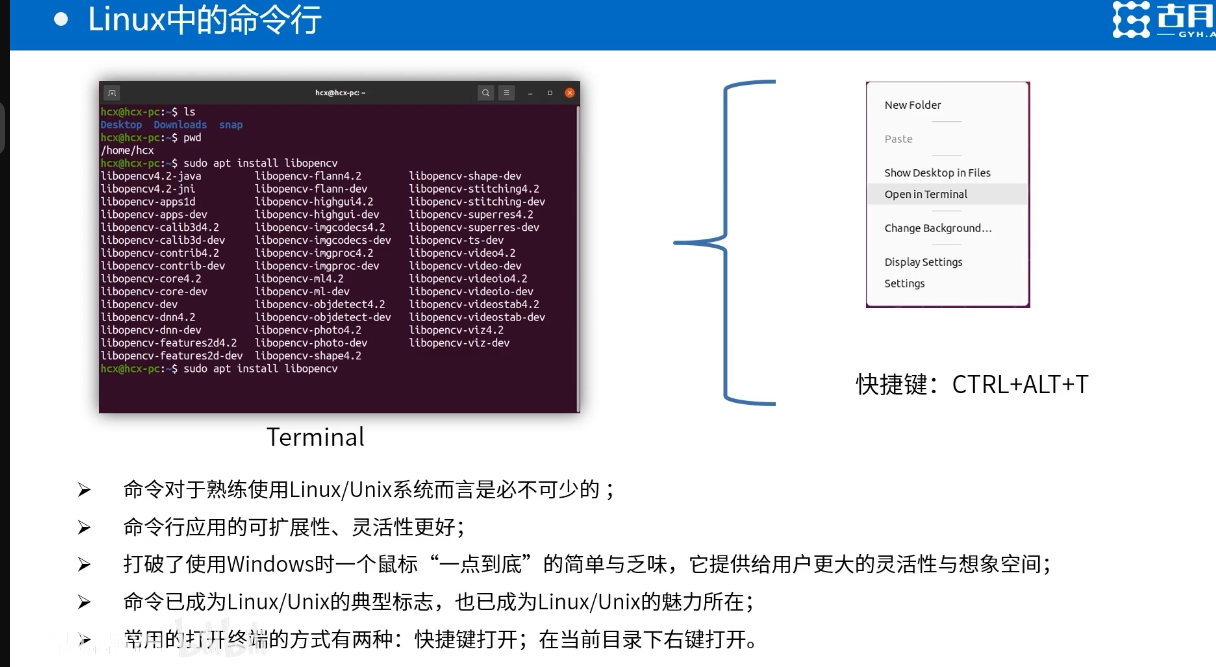 Linux中的命令行
古月
GYH.A
hcx@hcx-pc: ~
hcx@hcx-pc:~$ ls
Desktop Downloads snap
hcx@hcx-pc:~$ pwd
/home/hcx
hcx@hcx-pc:~$ sudo apt install libopencv
libopencv4.2-java libopencv-flann4.2 libopencv-shape-dev
libopencv4.2-jni libopencv-flann-dev libopencv-stitching4.2
libopencv-apps1d libopencv-highgui4.2 libopencv-stitching-dev
libopencv-apps-dev libopencv-highgui-dev libopencv-superres4.2
libopencv-calib3d4.2 libopencv-imgcodecs4.2 libopencv-superres-dev
libopencv-calib3d-dev libopencv-imgcodecs-dev libopencv-ts-dev
libopencv-contrib4.2 libopencv-imgproc4.2 libopencv-video4.2
libopencv-contrib-dev libopencv-imgproc-dev libopencv-video-dev
libopencv-core4.2 libopencv-ml4.2 libopencv-videoio4.2
libopencv-core-dev libopencv-ml-dev libopencv-videoio-dev
libopencv-dev libopencv-objdetect4.2 libopencv-videostab4.2
libopencv-dnn4.2 libopencv-objdetect-dev libopencv-videostab-dev
libopencv-dnn-dev libopencv-photo4.2 libopencv-viz4.2
libopencv-features2d4.2 libopencv-photo-dev libopencv-viz-dev
libopencv-features2d-dev libopencv-shape4.2
hcx@hcx-pc:~$ sudo apt install libopencv
Terminal
New Folder
Paste
Show Desktop in Files
Open in Terminal
Change Background...
Display Settings
Settings
快捷键：CTRL+ALT+T
命令对于熟练使用Linux/Unix系统而言是必不可少的 ；
命令行应用的可扩展性、灵活性更好；
打破了使用Windows时一个鼠标“一点到底”的简单与乏味，它提供给用户更大的灵活性与想象空间；
命令已成为Linux/Unix的典型标志，也已成为Linux/Unix的魅力所在；
常用的打开终端的方式有两种：快捷键打开；在当前目录下右键打开。